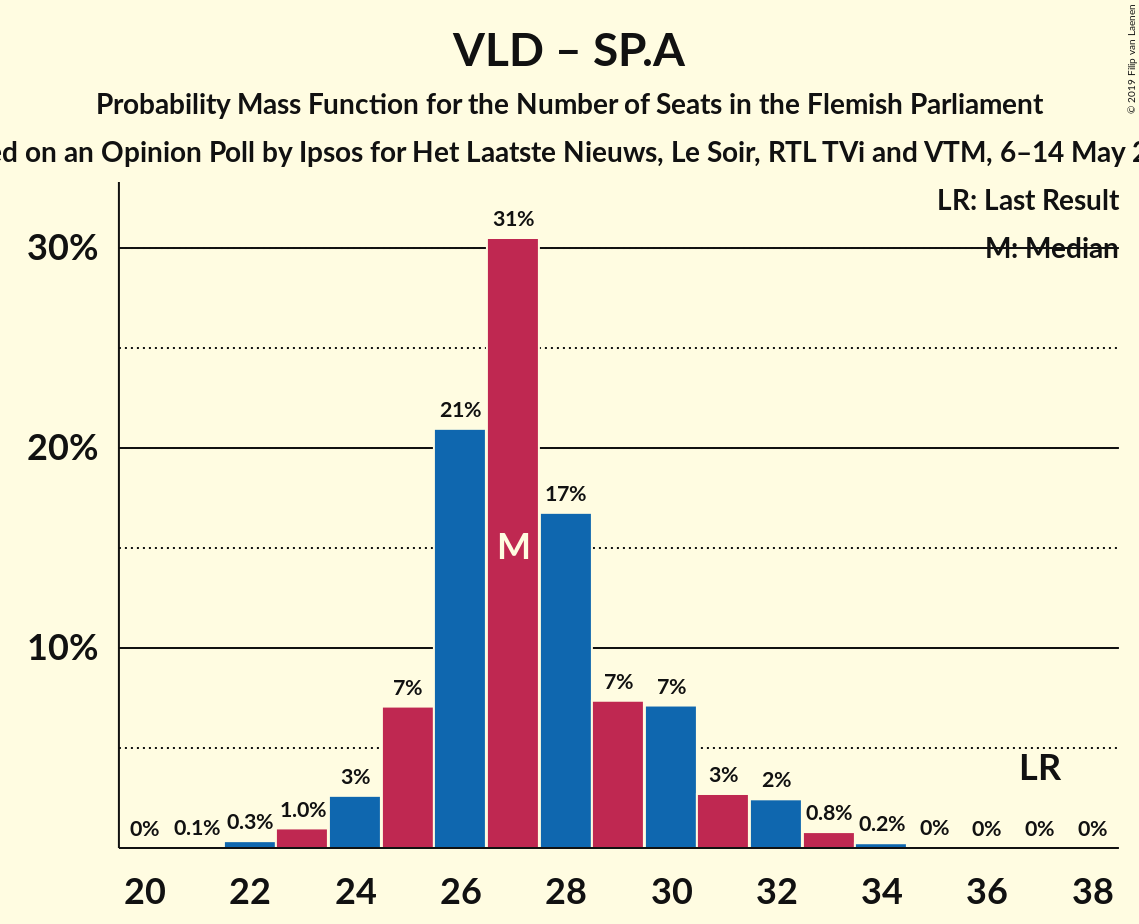 VLD – SP.A
Probability Mass Function for the Number of Seats in the Flemish Parliament
on an Opinion Poll by Ipsos for Het Laatste Nieuws, Le Soir, RTL TVi and VTM, 6–14 May
© 2019 Filip van Laenen
LR: Last Result
M: Median
30%
20%
10%
0%
0.1%
0.3%
1.0%
3%
7%
21%
31%
17%
7%
7%
3%
2%
0.8%
0.2%
0%
0%
0%
0%
M
LR
20 22 24 26 28 30 32 34 36 38